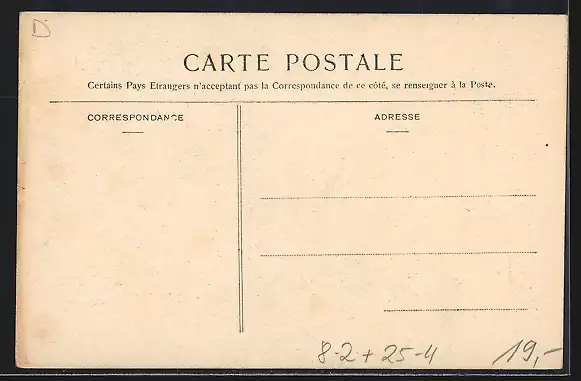 D
CARTE POSTALE
Certains Pays Etrangers n'acceptant pas la Correspondance de ce côté, se renseigner à la Poste.
CORRESPONDANCE
ADRESSE
8-2 + 25-4
19,-